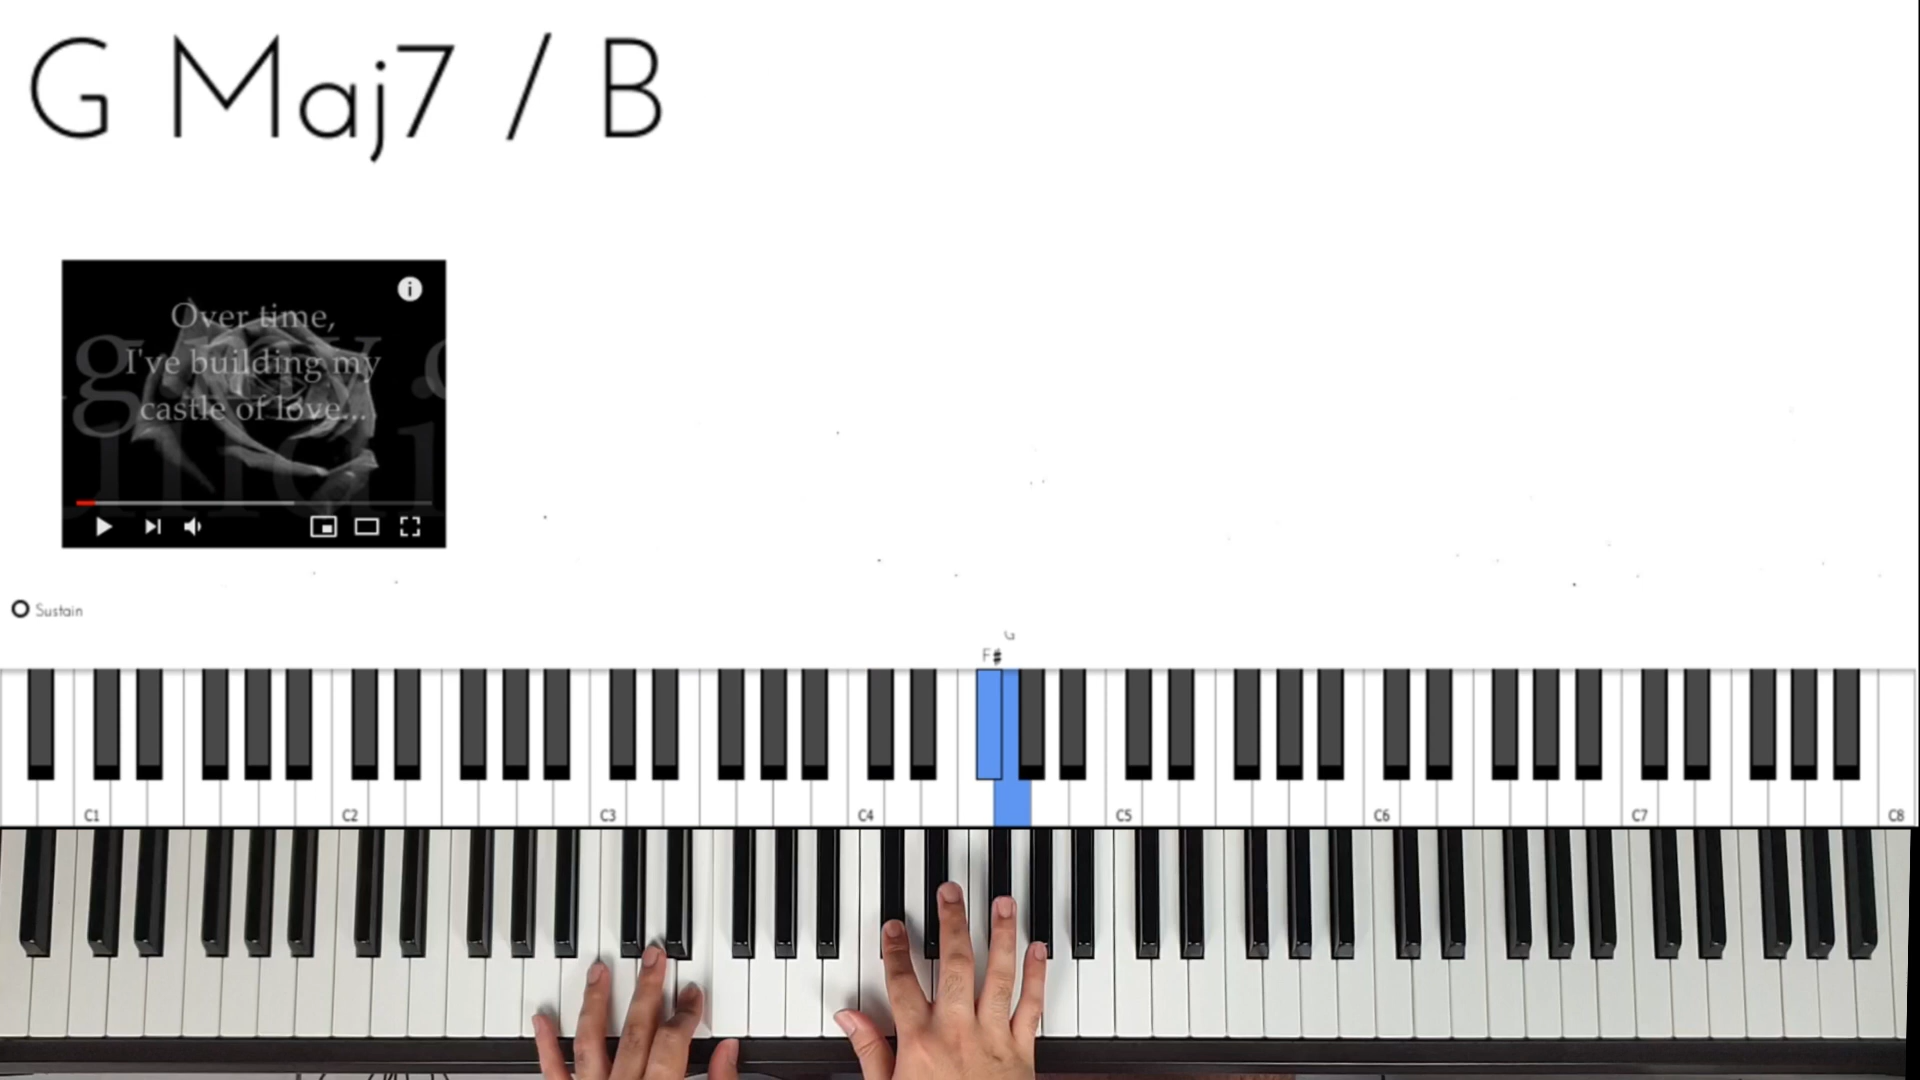 G Maj7 / B
Over time,
I've building my
castle of love...
Sustain
G
F#
C1 C2 C3 C4 C5 C6 C7 C8